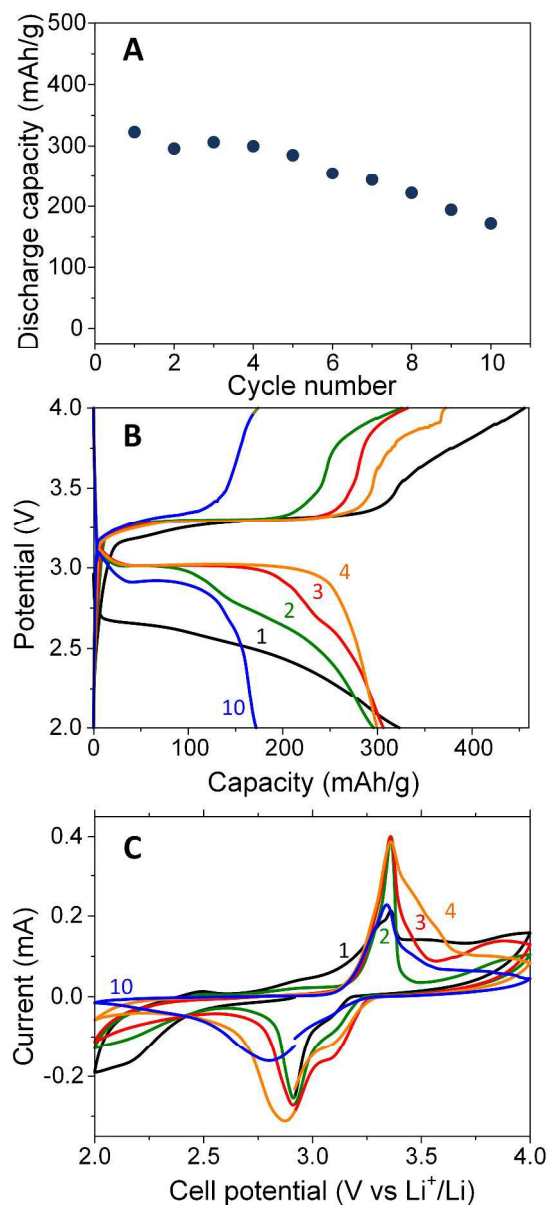 A
500
400
300
200
100
0
Discharge capacity (mAh/g)
0 2 4 6 8 10
Cycle number
B
4.0
3.5
3.0
2.5
2.0
Potential (V)
4
3
2
1
10
0 100 200 300 400
Capacity (mAh/g)
C
0.4
0.2
0.0
-0.2
Current (mA)
4
3
2
1
10
2.0 2.5 3.0 3.5 4.0
Cell potential (V vs Li⁺/Li)